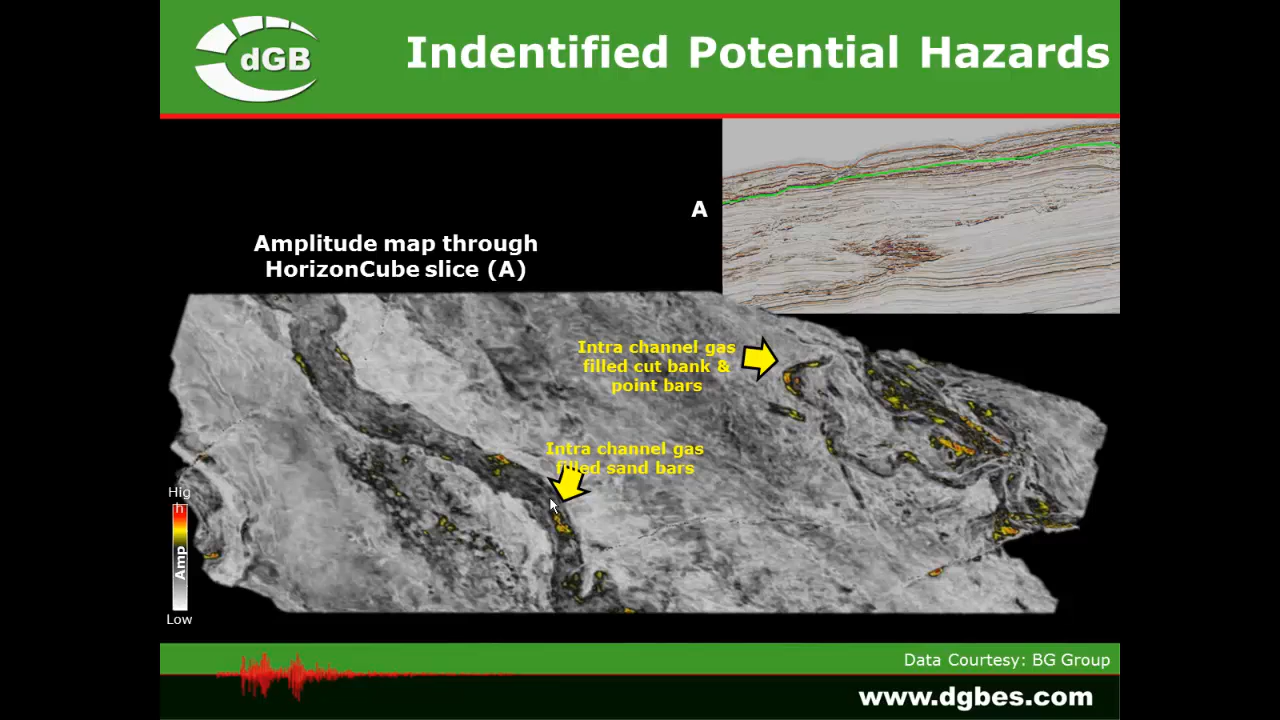 dGB
Indentified Potential Hazards
A
Amplitude map through
HorizonCube slice (A)
Intra channel gas
filled cut bank &
point bars
Intra channel gas
filled sand bars
Hig
h
Amp
Low
Data Courtesy: BG Group
www.dgbes.com